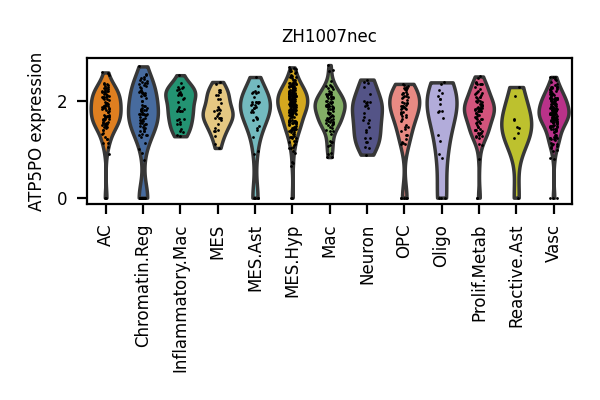 ZH1007nec
ATP5PO expression
2
0
AC
Chromatin.Reg
Inflammatory.Mac
MES
MES.Ast
MES.Hyp
Mac
Neuron
OPC
Oligo
Prolif.Metab
Reactive.Ast
Vasc